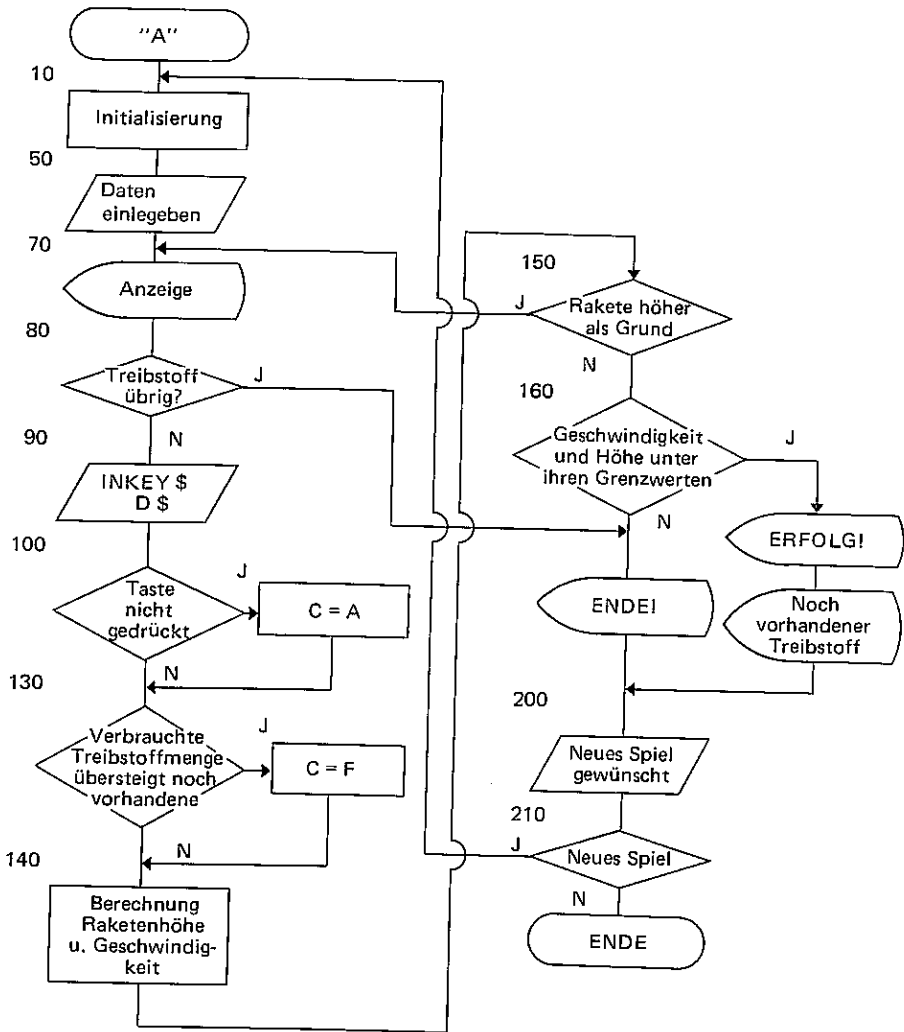 "A"
10
Initialisierung
50
Daten
einlegeben
70
Anzeige
80
Treibstoff
übrig?
J
N
90
INKEY $
D $
100
Taste
nicht
gedrückt
J
C = A
N
130
Verbrauchte
Treibstoffmenge
übersteigt noch
vorhandene
J
C = F
N
140
Berechnung
Raketenhöhe
u. Geschwindig-
keit
150
J
Rakete höher
als Grund
N
160
Geschwindigkeit
und Höhe unter
ihren Grenzwerten
J
N
ERFOLG!
ENDE!
Noch
vorhandener
Treibstoff
200
Neues Spiel
gewünscht
210
J
Neues Spiel
N
ENDE